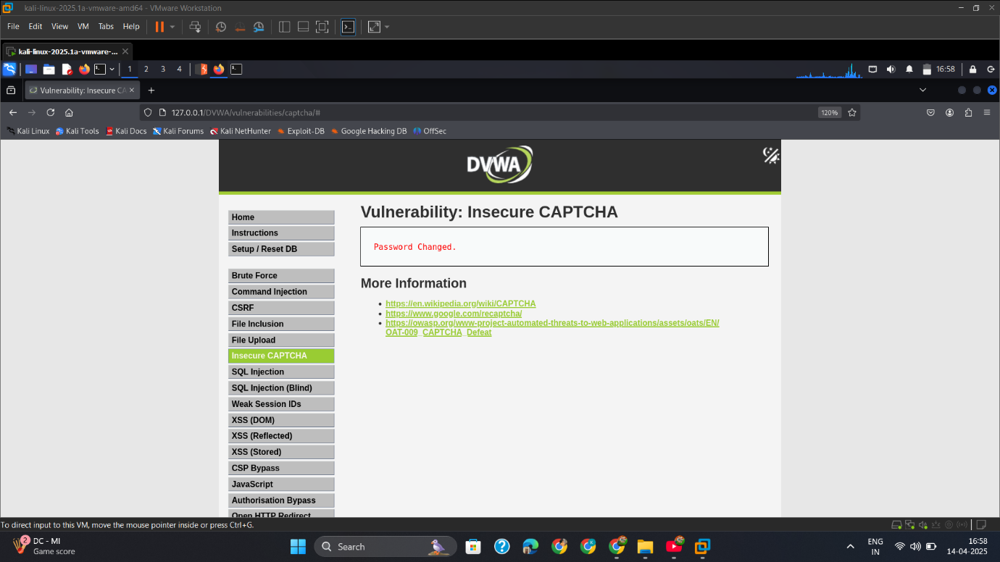 kali-linux-2025.1a-vmware-amd64 - VMware Workstation
File Edit View VM Tabs Help
kali-linux-2025.1a-vmware-...
1 2 3 4 16:58
Vulnerability: Insecure CA
127.0.0.1/DVWA/vulnerabilities/captcha/# 120%
Kali Linux Kali Tools Kali Docs Kali Forums Kali NetHunter Exploit-DB Google Hacking DB OffSec
DVWA
Home
Instructions
Setup / Reset DB
Brute Force
Command Injection
CSRF
File Inclusion
File Upload
Insecure CAPTCHA
SQL Injection
SQL Injection (Blind)
Weak Session IDs
XSS (DOM)
XSS (Reflected)
XSS (Stored)
CSP Bypass
JavaScript
Authorisation Bypass
Open HTTP Redirect
Vulnerability: Insecure CAPTCHA
Password Changed.
More Information
https://en.wikipedia.org/wiki/CAPTCHA
https://www.google.com/recaptcha/
https://owasp.org/www-project-automated-threats-to-web-applications/assets/oats/EN/
OAT-009_CAPTCHA_Defeat
To direct input to this VM, move the mouse pointer inside or press Ctrl+G.
2
DC - MI
Game score
Search
ENG
IN
16:58
14-04-2025